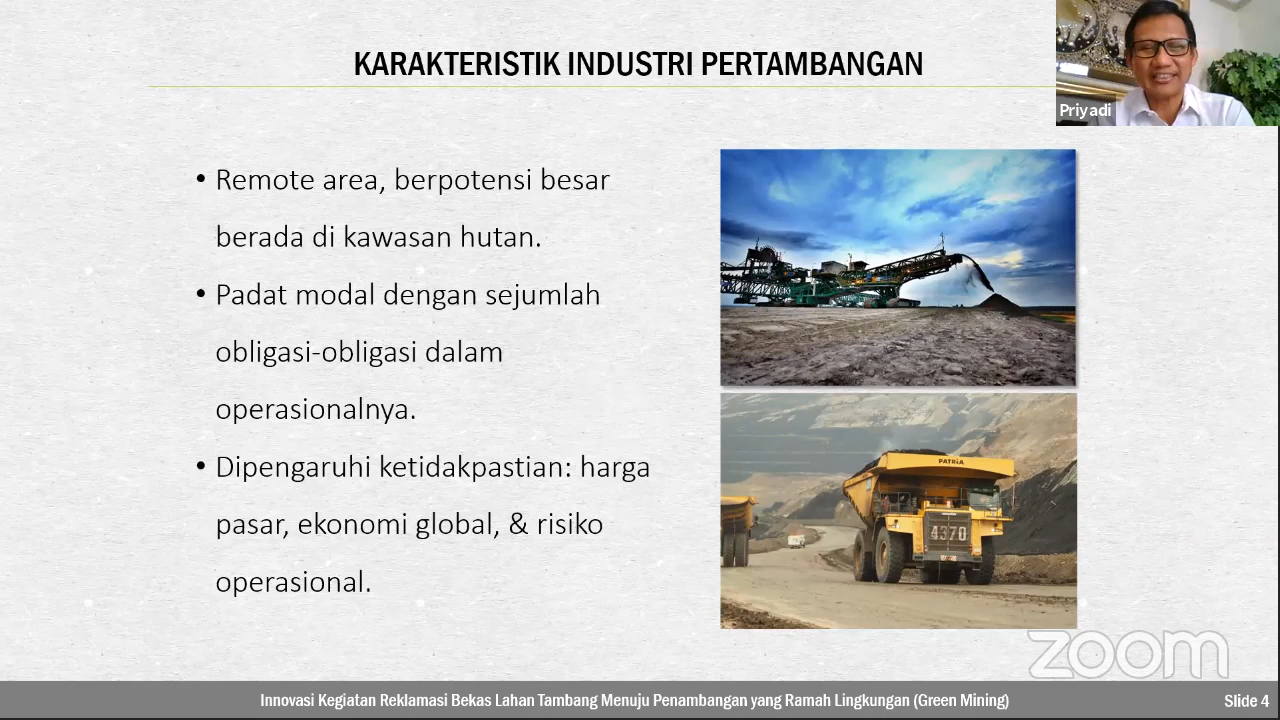 KARAKTERISTIK INDUSTRI PERTAMBANGAN
Priyadi
• Remote area, berpotensi besar
berada di kawasan hutan.
• Padat modal dengan sejumlah
obligasi-obligasi dalam
operasionalnya.
• Dipengaruhi ketidakpastian: harga
pasar, ekonomi global, & risiko
operasional.
PATRIA
4370
zoom
Innovasi Kegiatan Reklamasi Bekas Lahan Tambang Menuju Penambangan yang Ramah Lingkungan (Green Mining)
Slide 4